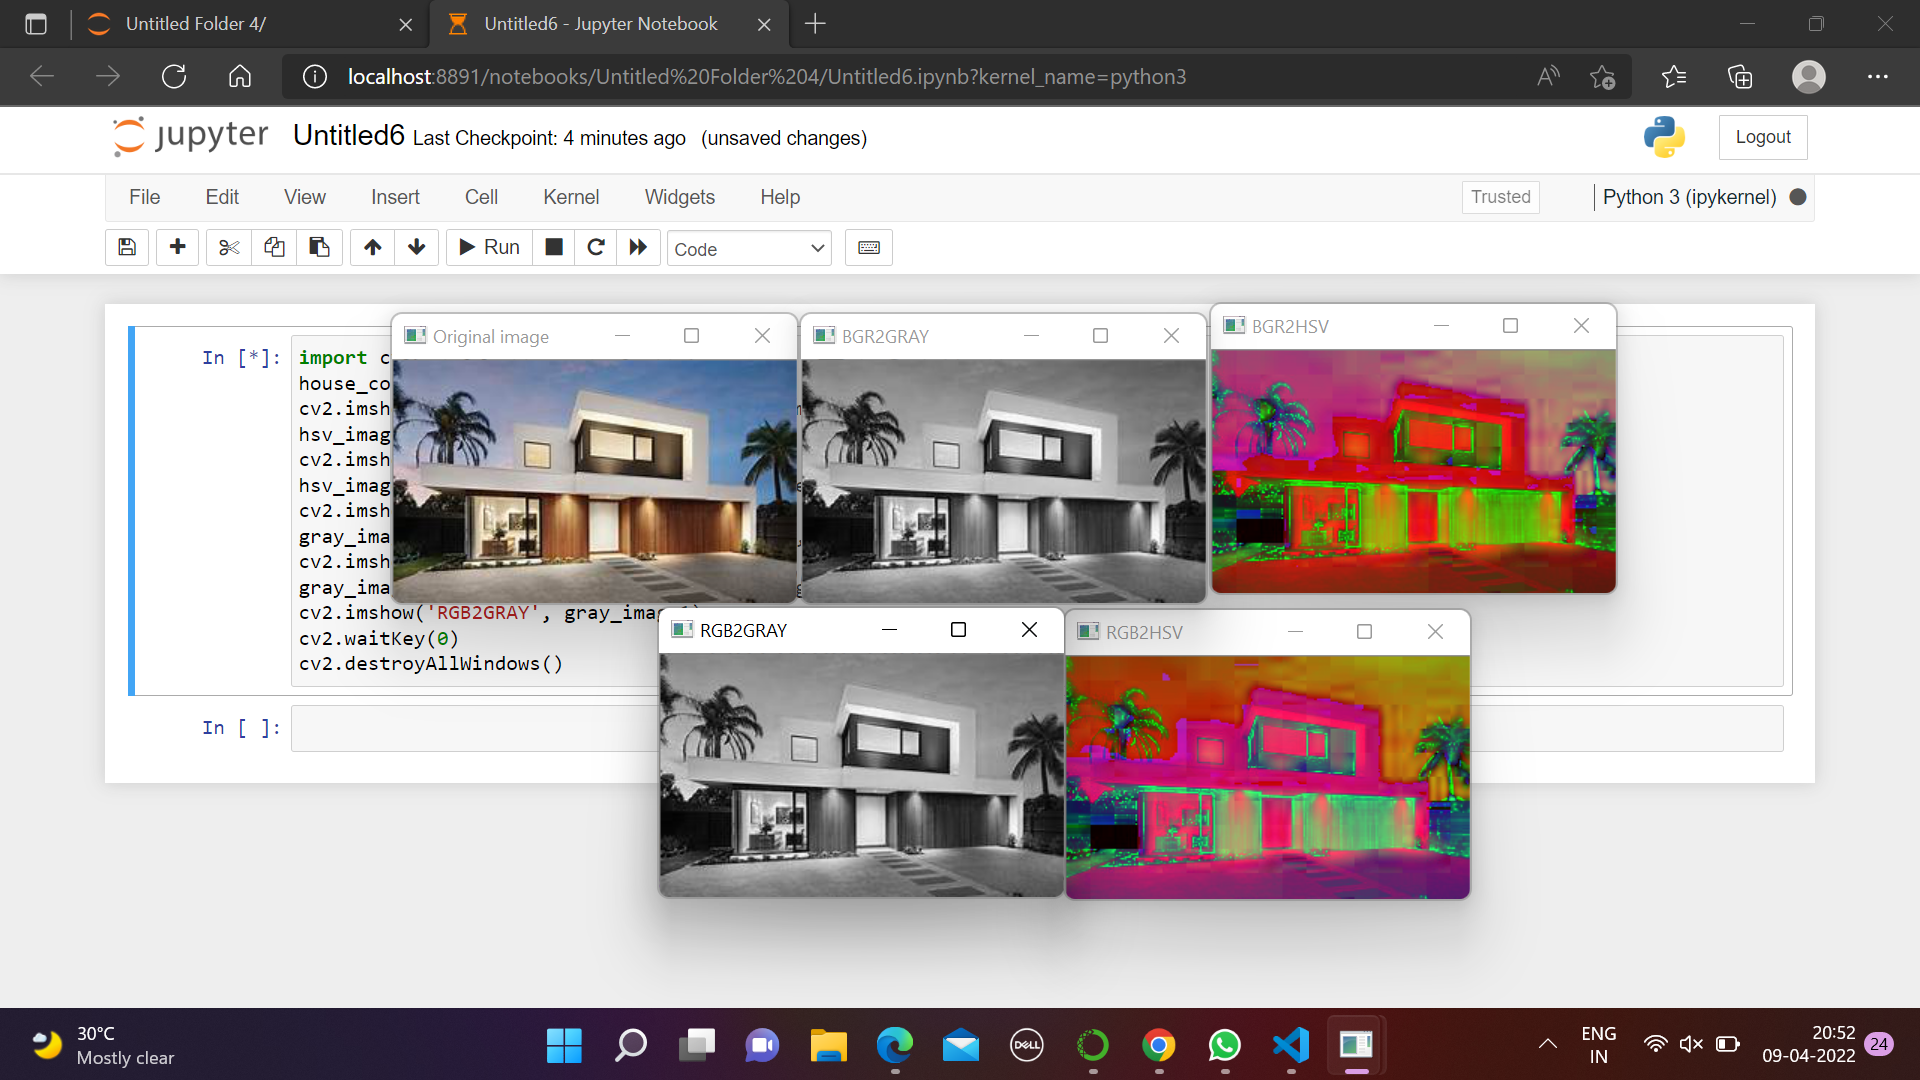 Untitled Folder 4/
Untitled6 - Jupyter Notebook
localhost:8891/notebooks/Untitled%20Folder%204/Untitled6.ipynb?kernel_name=python3
jupyter Untitled6 Last Checkpoint: 4 minutes ago (unsaved changes)
Logout
File Edit View Insert Cell Kernel Widgets Help
Trusted
Python 3 (ipykernel)
Run
Code
Original image
BGR2GRAY
BGR2HSV
In [*]:
import c
house_co
cv2.imsh
hsv_imag
cv2.imsh
hsv_imag
cv2.imsh
gray_ima
cv2.imsh
gray_ima
cv2.imshow('RGB2GRAY', gray_imag
cv2.waitKey(0)
cv2.destroyAllWindows()
RGB2GRAY
RGB2HSV
In [ ]:
30°C
Mostly clear
DELL
ENG
IN
20:52
09-04-2022
24